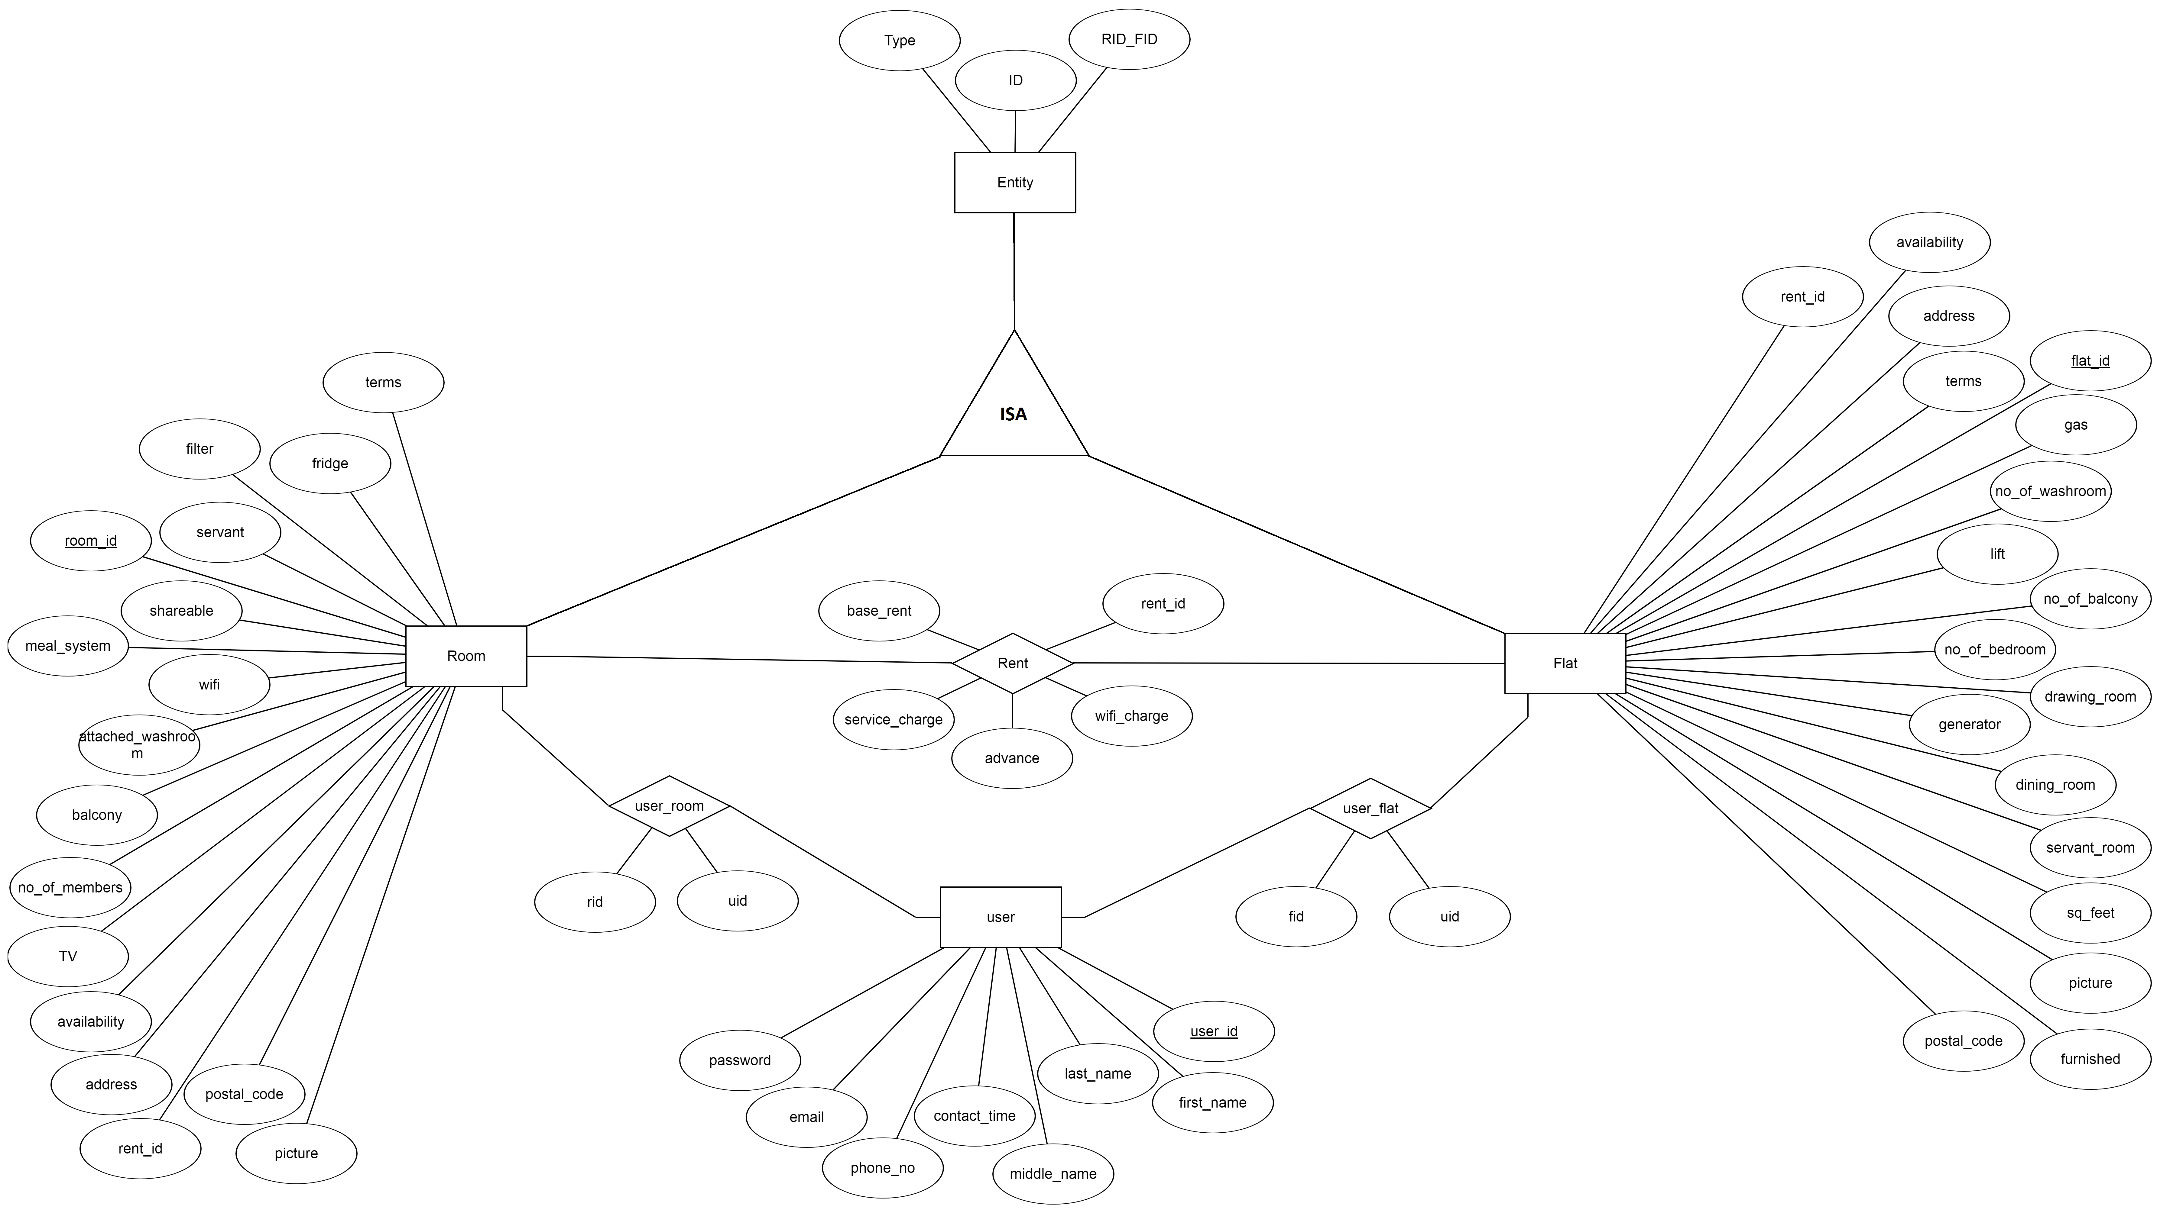 Type
ID
RID_FID
Entity
ISA
terms
filter
fridge
room_id
servant
shareable
meal_system
wifi
attached_washroo
m
balcony
no_of_members
TV
availability
address
rent_id
postal_code
picture
Room
base_rent
rent_id
Rent
service_charge
wifi_charge
advance
Flat
availability
rent_id
address
flat_id
terms
gas
no_of_washroom
lift
no_of_balcony
no_of_bedroom
drawing_room
generator
dining_room
servant_room
sq_feet
picture
postal_code
furnished
user_room
rid
uid
user_flat
fid
uid
user
password
email
phone_no
contact_time
middle_name
last_name
first_name
user_id